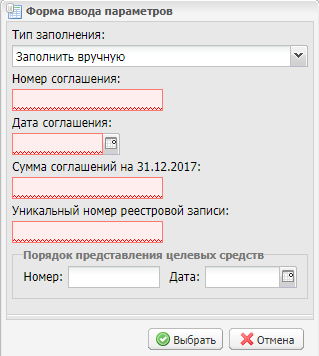 Форма ввода параметров
Тип заполнения:
Заполнить вручную
Номер соглашения:
Дата соглашения:
Сумма соглашений на 31.12.2017:
Уникальный номер реестровой записи:
Порядок представления целевых средств
Номер: Дата:
Выбрать Отмена